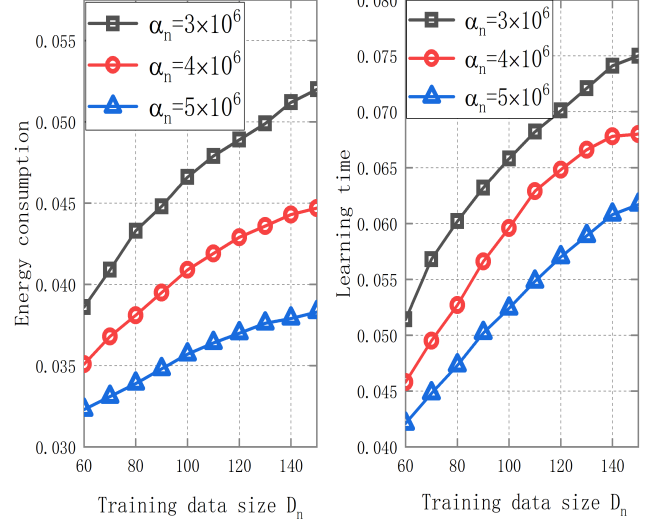 αn=3×10^6
αn=4×10^6
αn=5×10^6
0.055
0.050
0.045
0.040
0.035
0.030
Energy consumption
60 80 100 120 140
Training data size Dn
αn=3×10^6
αn=4×10^6
αn=5×10^6
0.080
0.075
0.070
0.065
0.060
0.055
0.050
0.045
0.040
Learning time
60 80 100 120 140
Training data size Dn